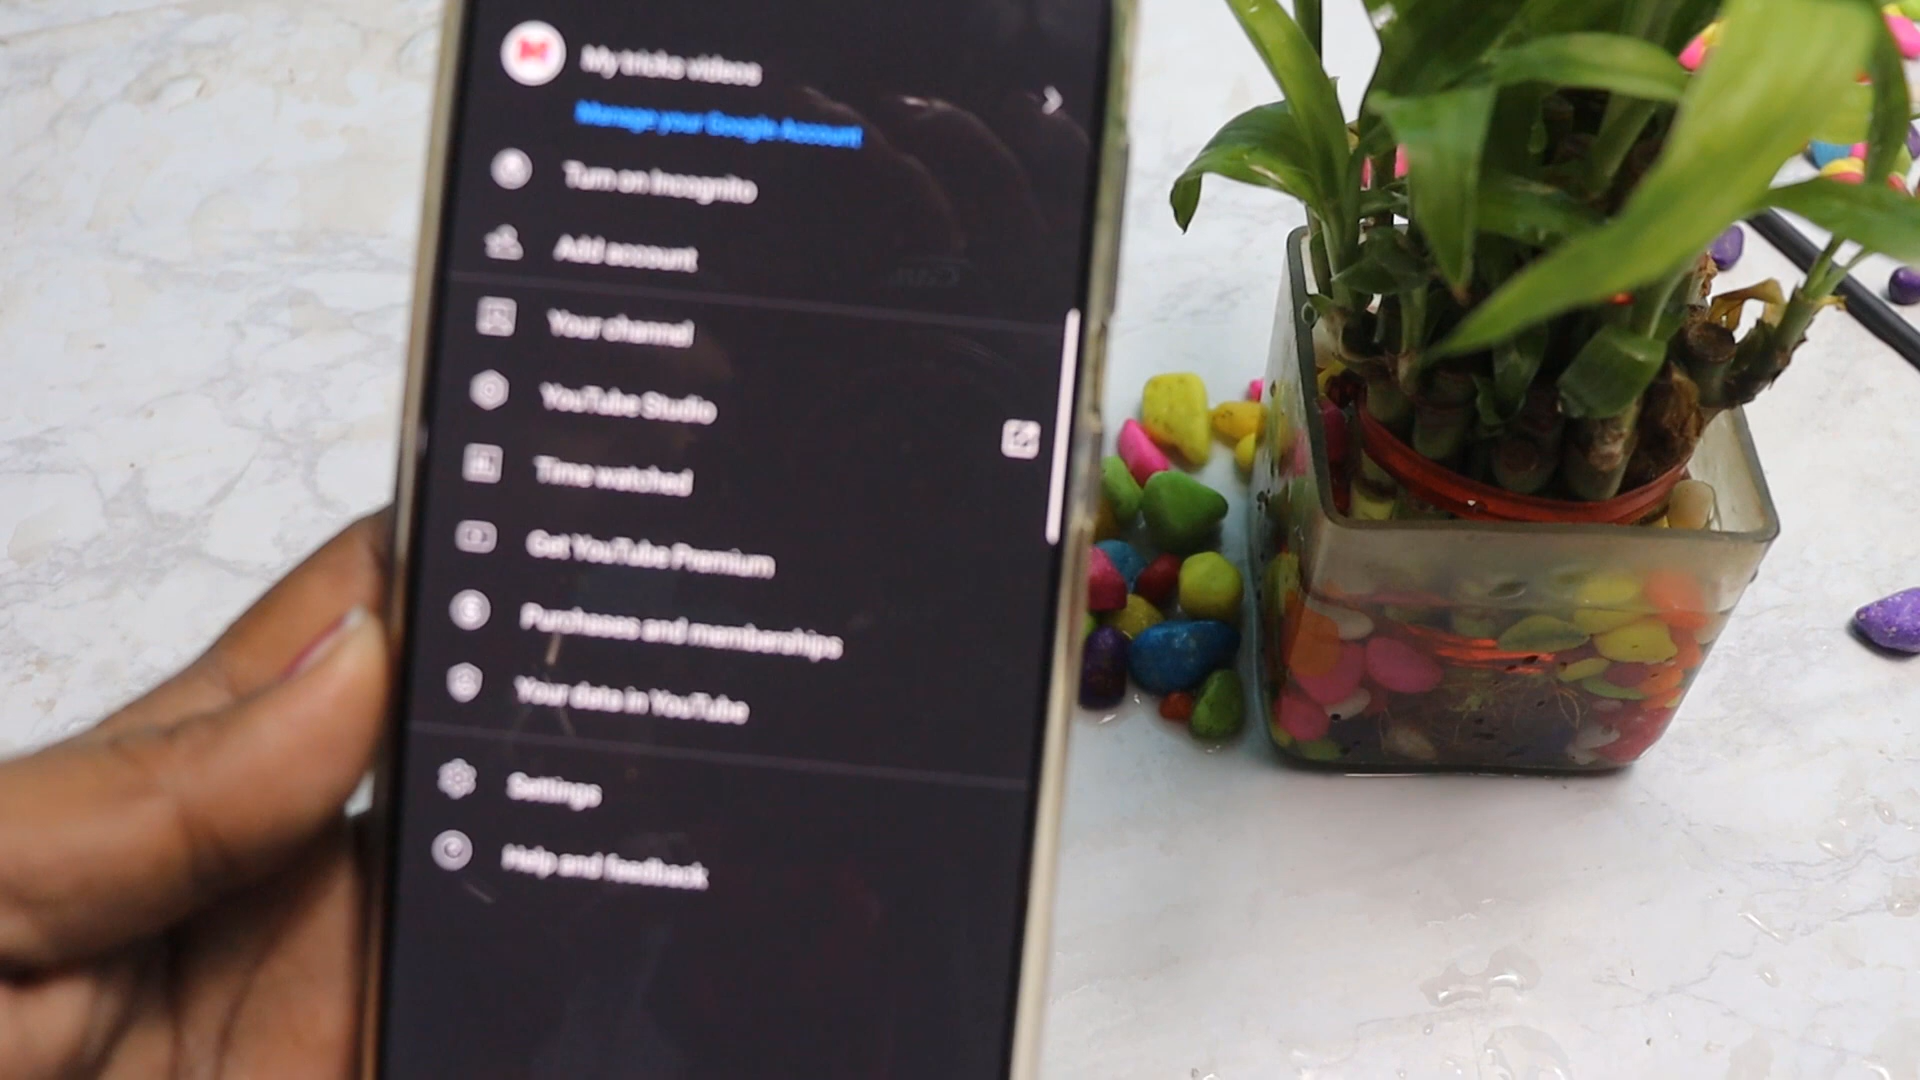 My tricks videos
Manage your Google Account
Turn on Incognito
Add account
Your channel
YouTube Studio
Time watched
Get YouTube Premium
Purchases and memberships
Your data in YouTube
Settings
Help and feedback